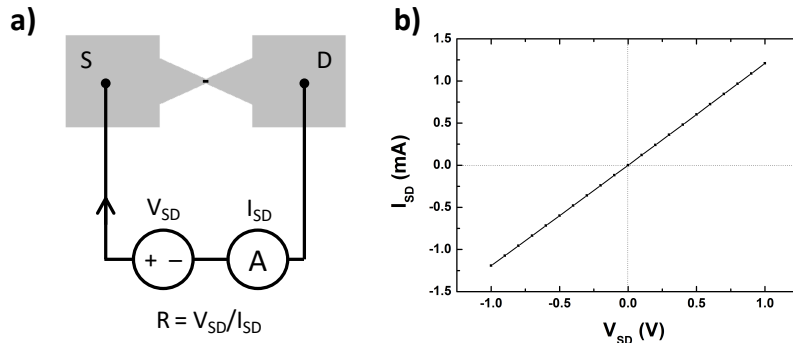 a)
S
D
V_SD
I_SD
+ −
A
R = V_SD/I_SD
b)
1.5
1.0
0.5
0.0
-0.5
-1.0
-1.5
I_SD (mA)
-1.0 -0.5 0.0 0.5 1.0
V_SD (V)